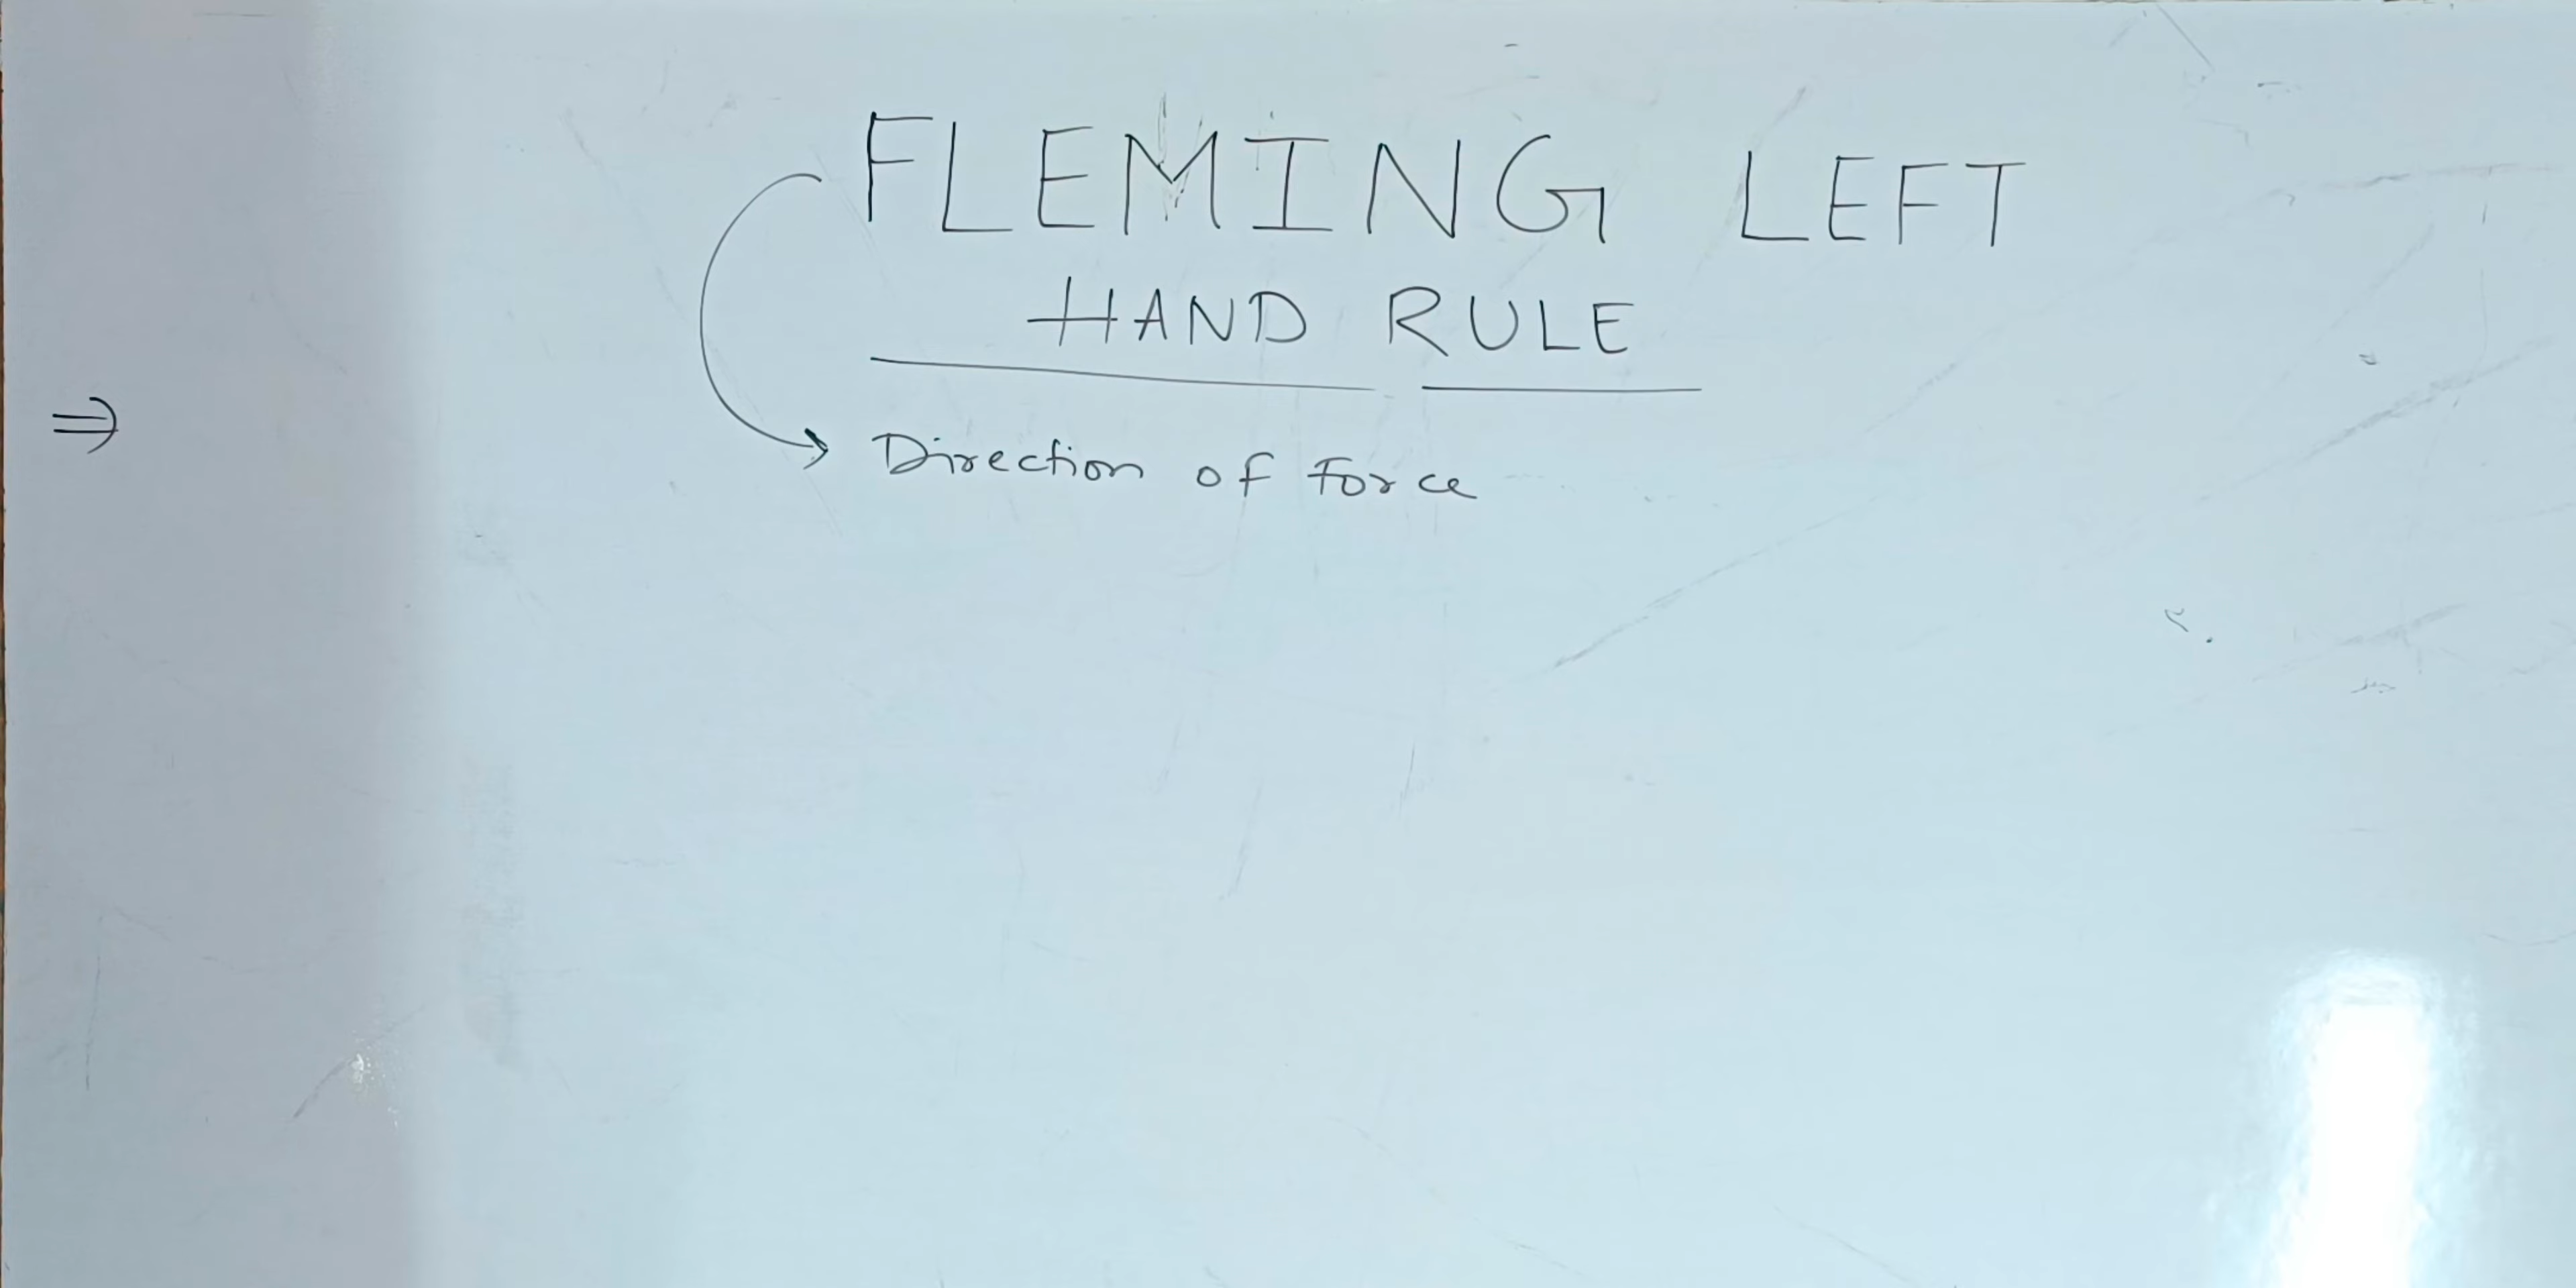 FLEMING LEFT
HAND RULE
⇒
→ Direction of Force